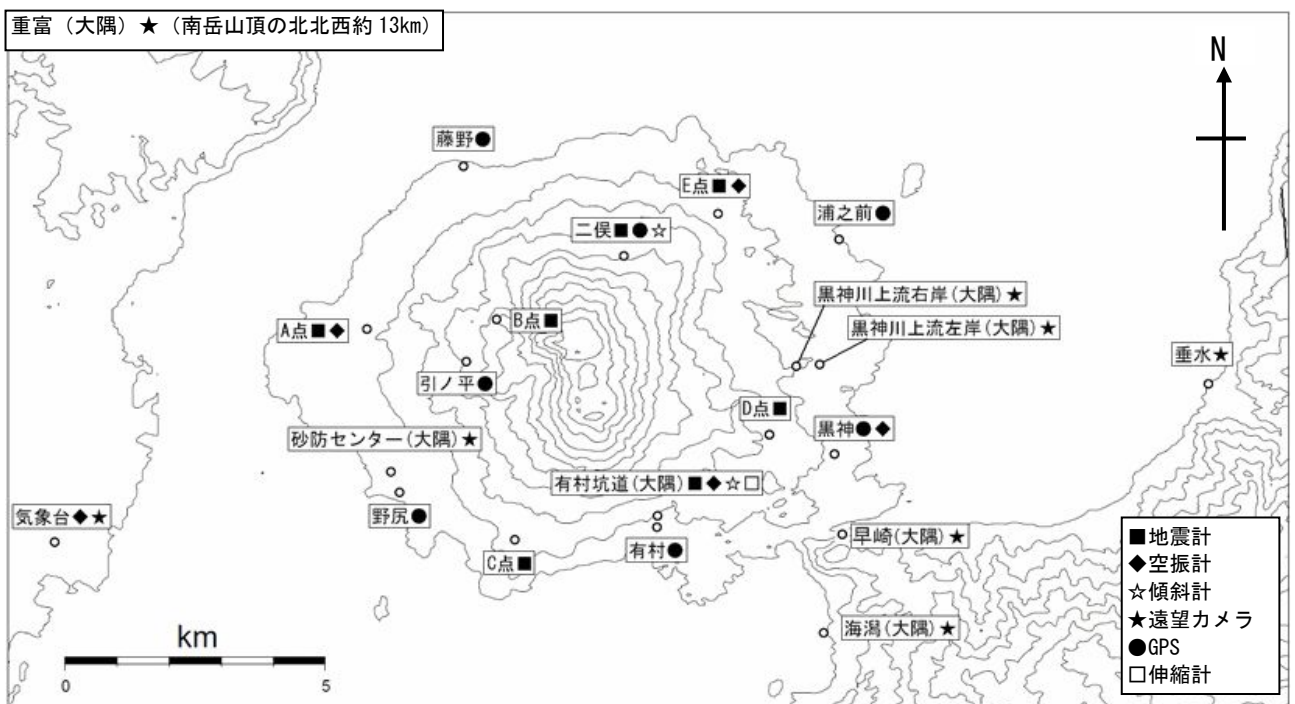 重富（大隅）★（南岳山頂の北北西約13km）
N
藤野●
E点■◆
浦之前●
二俣■●☆
黒神川上流右岸(大隅)★
B点■
A点■◆
黒神川上流左岸(大隅)★
垂水★
引ノ平●
D点■
砂防センター(大隅)★
黒神●◆
有村坑道(大隅)■◆☆□
気象台◆★
野尻●
早崎(大隅)★
有村●
C点■
海潟(大隅)★
km
0
5
■地震計
◆空振計
☆傾斜計
★遠望カメラ
●GPS
□伸縮計